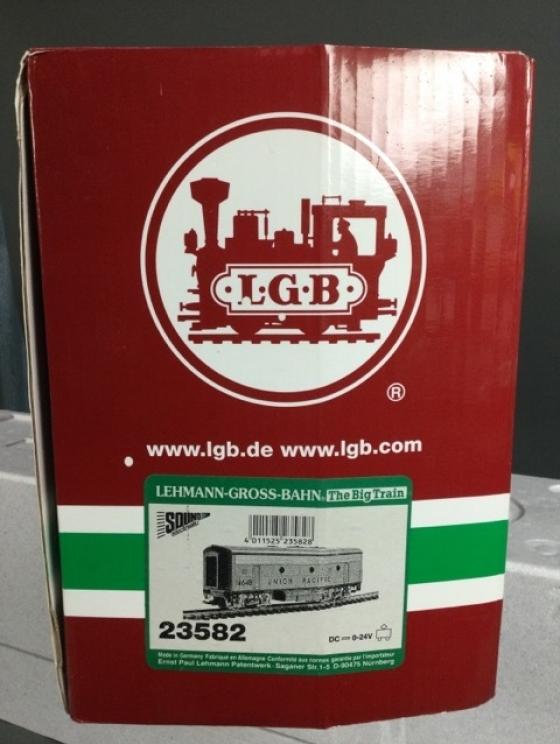 L·G·B
®
www.lgb.de www.lgb.com
LEHMANN-GROSS-BAHN® The Big Train
SOUND
4 011525 235828
1464B UNION PACIFIC
23582
DC 0-24V
Made in Germany Fabriqué en Allemagne Conformité aux normes garantie par l'importateur
Ernst Paul Lehmann Patentwerk · Saganer Str. 1-5 D-90475 Nürnberg